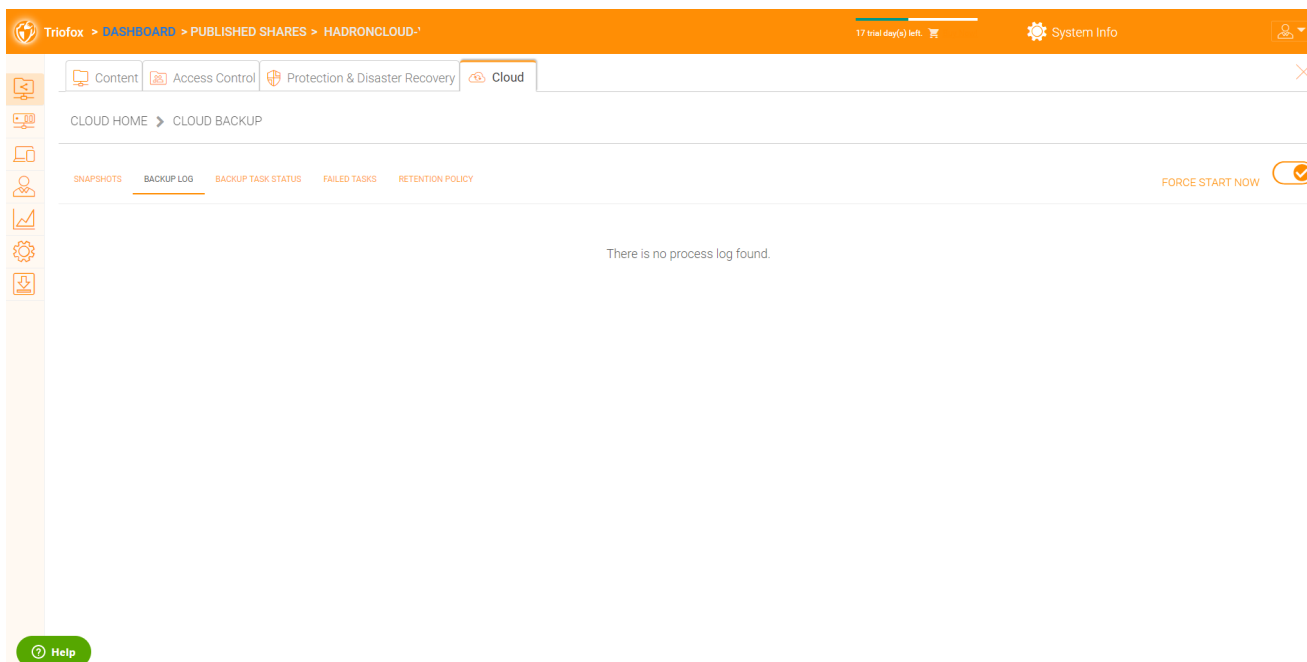 Triofox > DASHBOARD > PUBLISHED SHARES > HADRONCLOUD-'
17 trial day(s) left.
System Info
Content
Access Control
Protection & Disaster Recovery
Cloud
CLOUD HOME > CLOUD BACKUP
SNAPSHOTS
BACKUP LOG
BACKUP TASK STATUS
FAILED TASKS
RETENTION POLICY
FORCE START NOW
There is no process log found.
Help